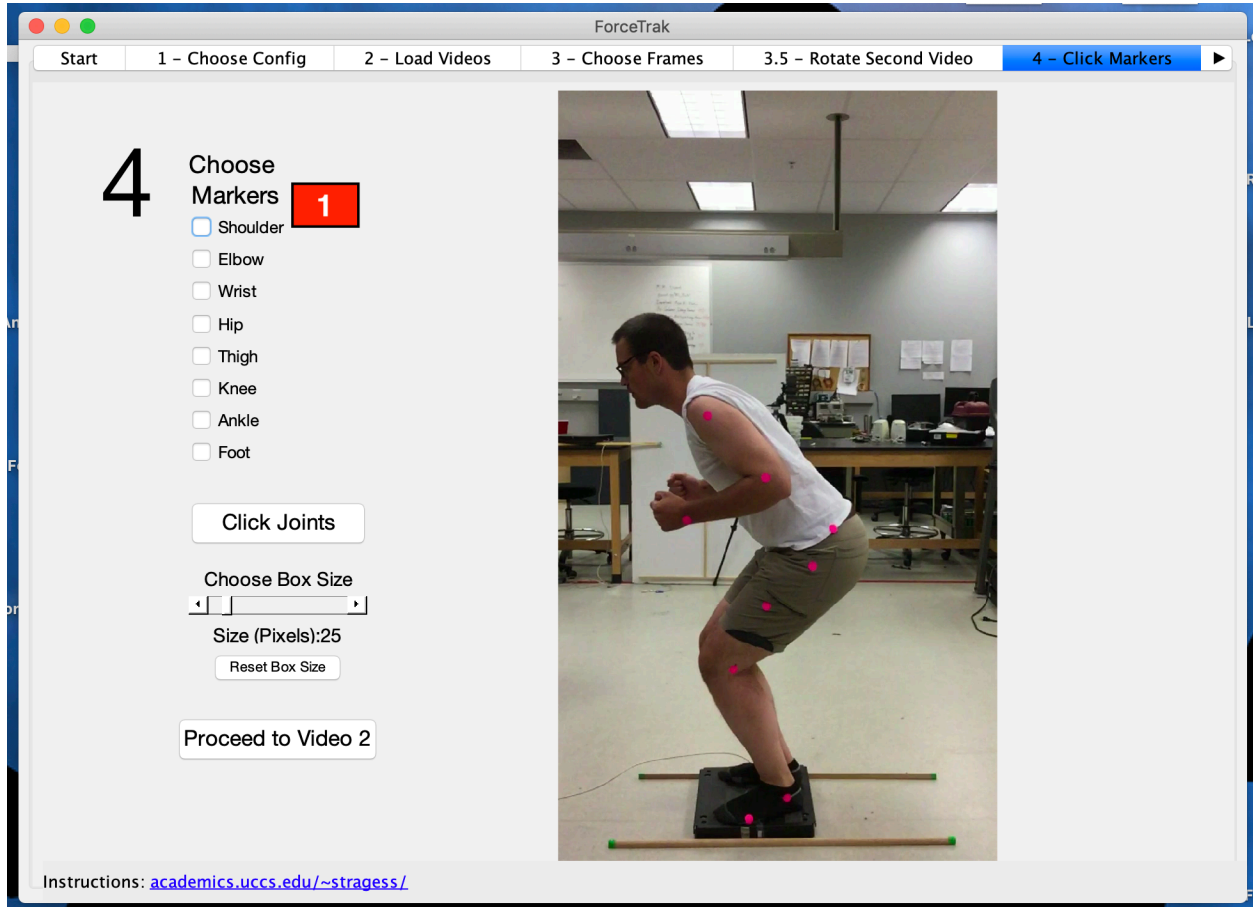 ForceTrak
Start
1 - Choose Config
2 - Load Videos
3 - Choose Frames
3.5 - Rotate Second Video
4 - Click Markers
4
Choose
Markers
1
Shoulder
Elbow
Wrist
Hip
Thigh
Knee
Ankle
Foot
Click Joints
Choose Box Size
Size (Pixels):25
Reset Box Size
Proceed to Video 2
Instructions: academics.uccs.edu/~stragess/